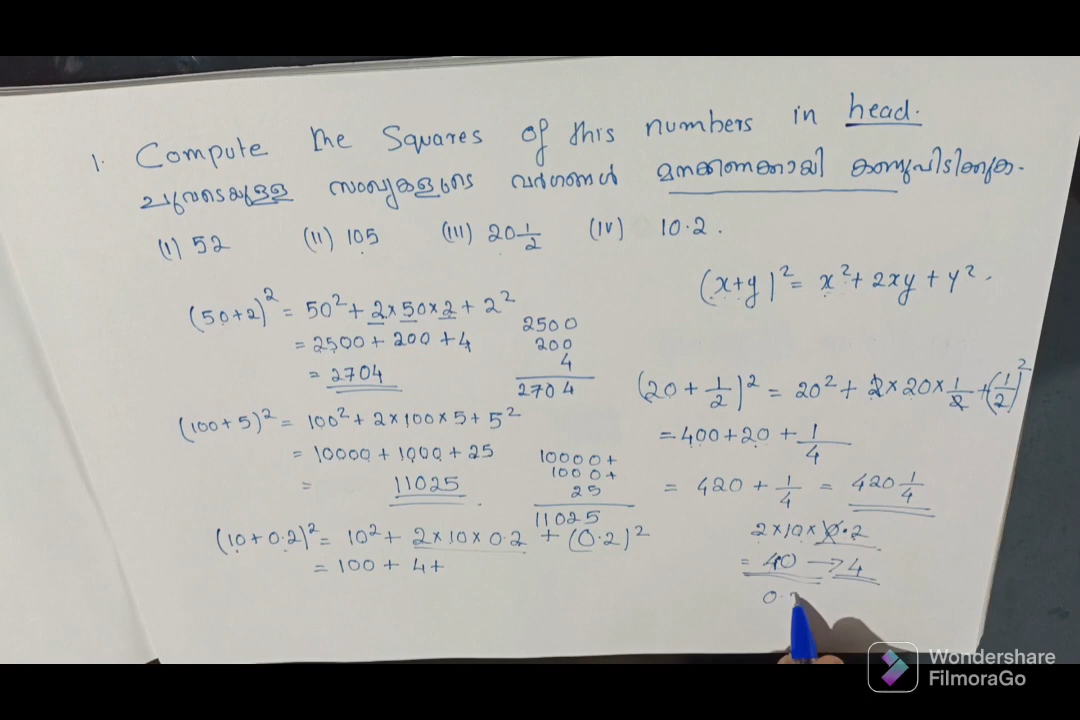 1. Compute the Squares of this numbers in head.
ചുവടെയുള്ള സംഖ്യകളുടെ വർഗങ്ങൾ മനക്കണക്കായി കണ്ടുപിടിക്കുക.
(I) 52 (II) 105 (III) 20 1/2 (IV) 10.2.
(x+y)² = x² + 2xy + y².
(50+2)² = 50² + 2×50×2 + 2²
= 2500 + 200 + 4
= 2704
2500
200
4
2704
(100+5)² = 100² + 2×100×5 + 5²
= 10000 + 1000 + 25
= 11025
10000+
1000+
25
11025
(10+0.2)² = 10² + 2×10×0.2 + (0.2)²
= 100 + 4+
(20 + 1/2)² = 20² + 2×20×1/2 + (1/2)²
= 400 + 20 + 1/4
= 420 + 1/4 = 420 1/4
2×10×0.2
= 40 → 4
0.
Wondershare
FilmoraGo